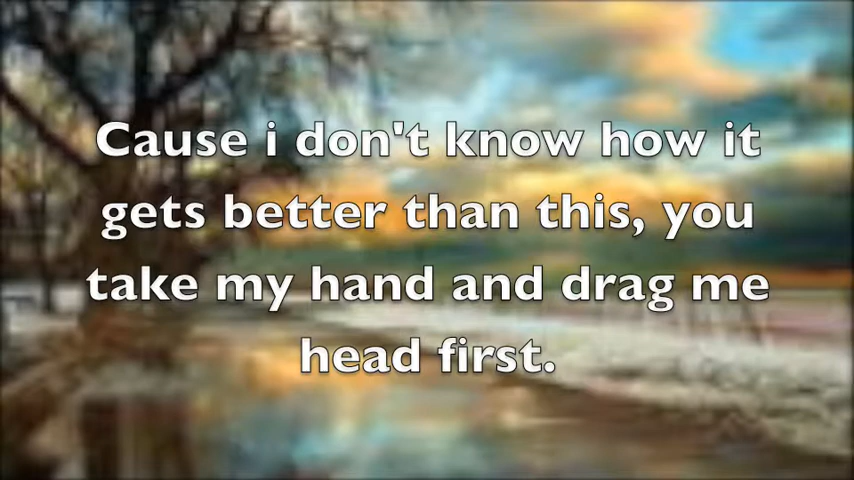 Cause i don't know how it
gets better than this, you
take my hand and drag me
head first.